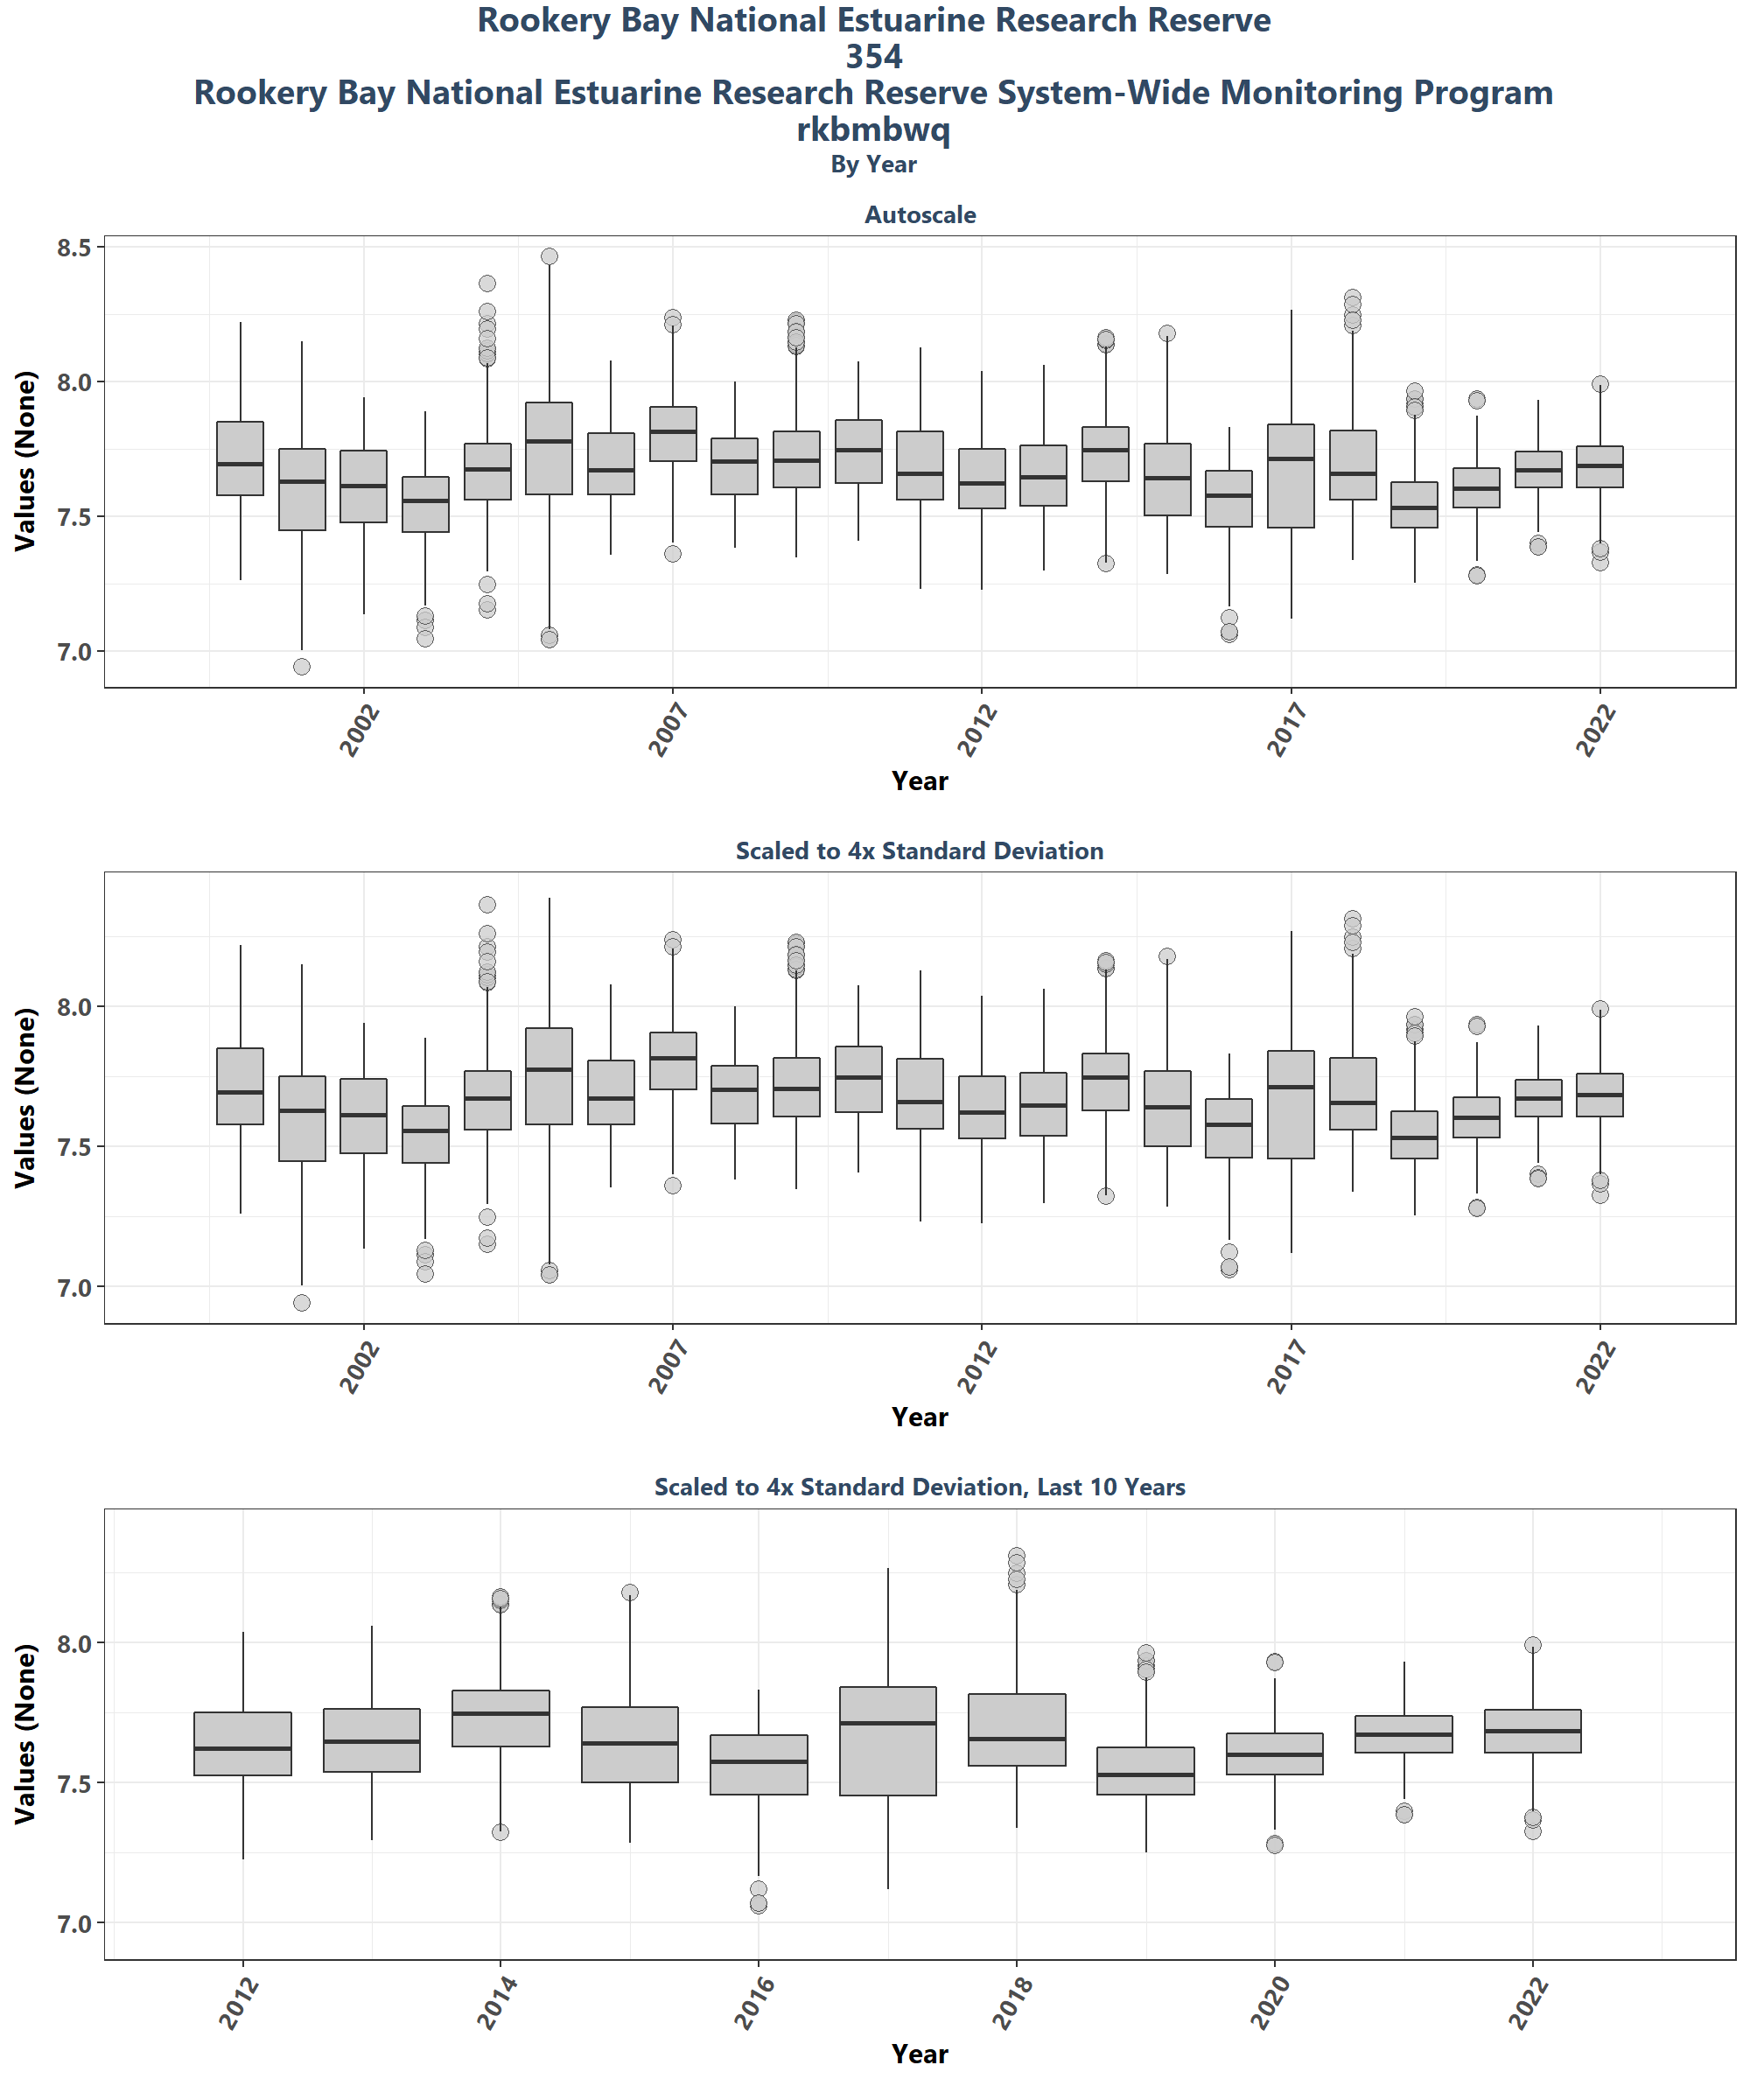 Rookery Bay National Estuarine Research Reserve
354
Rookery Bay National Estuarine Research Reserve System-Wide Monitoring Program
rkbmbwq
By Year
Autoscale
Values (None)
8.5
8.0
7.5
7.0
2002
2007
2012
2017
2022
Year
Scaled to 4x Standard Deviation
Values (None)
8.0
7.5
7.0
2002
2007
2012
2017
2022
Year
Scaled to 4x Standard Deviation, Last 10 Years
Values (None)
8.0
7.5
7.0
2012
2014
2016
2018
2020
2022
Year